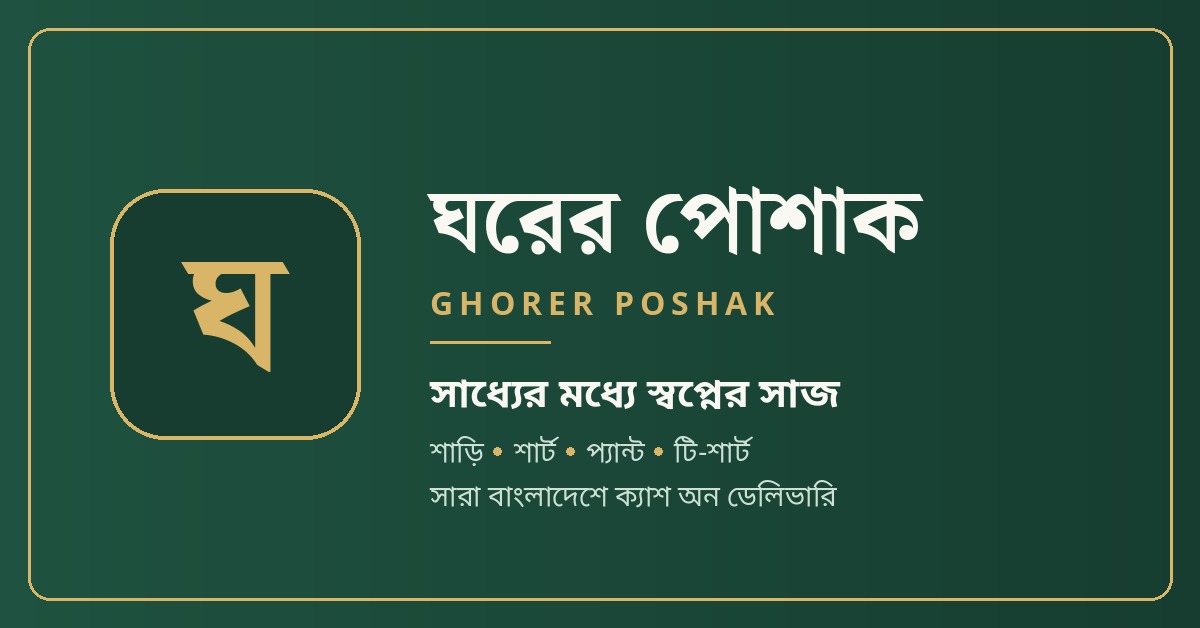 ঘ
ঘরের পোশাক
GHORER POSHAK
সাধ্যের মধ্যে স্বপ্নের সাজ
শাড়ি • শার্ট • প্যান্ট • টি-শার্ট
সারা বাংলাদেশে ক্যাশ অন ডেলিভারি